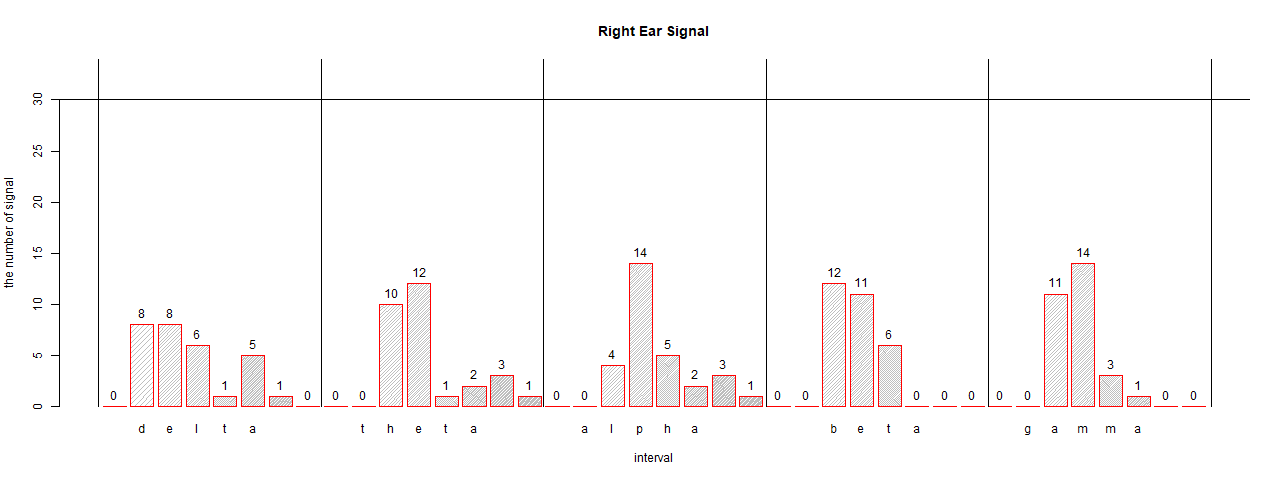 Right Ear Signal
the number of signal
30
25
20
15
10
5
0
0 8 8 6 1 5 1 0 0 0 10 12 1 2 3 1 0 0 4 14 5 2 3 1 0 0 12 11 6 0 0 0 0 0 11 14 3 1 0 0
d e l t a t h e t a a l p h a b e t a g a m m a
interval